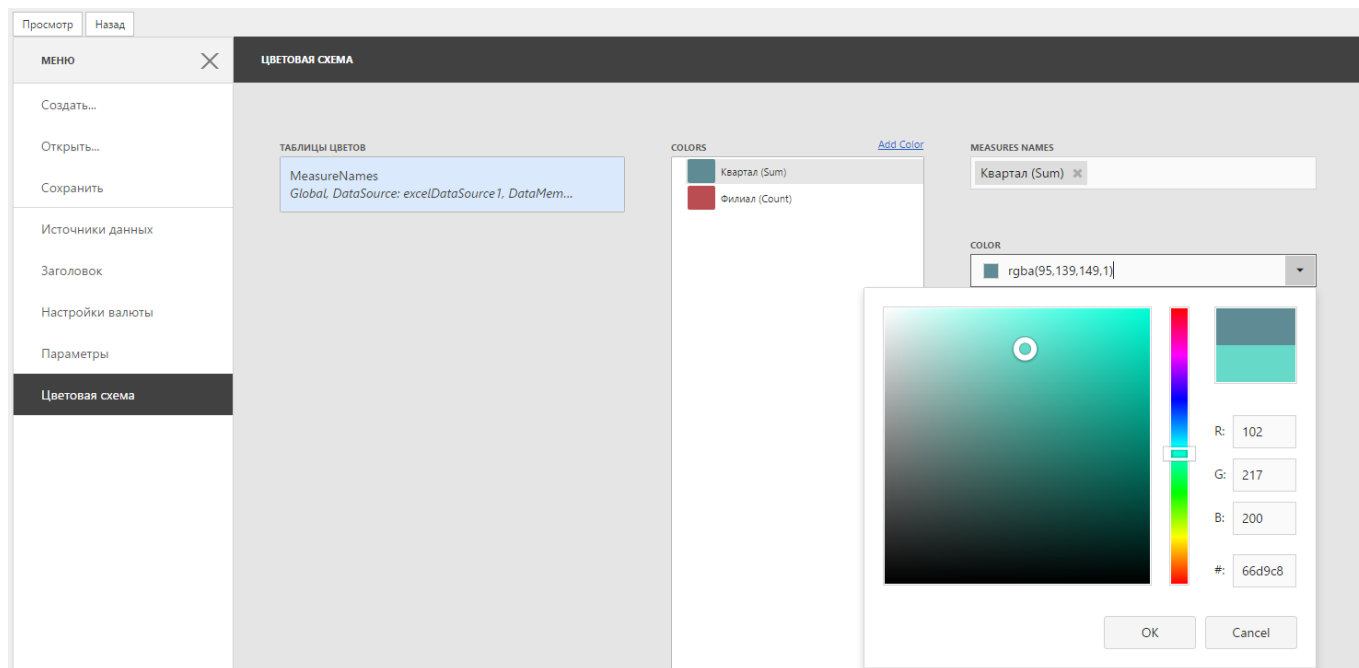 Просмотр Назад
МЕНЮ
ЦВЕТОВАЯ СХЕМА
Создать...
Открыть...
Сохранить
Источники данных
Заголовок
Настройки валюты
Параметры
Цветовая схема
ТАБЛИЦЫ ЦВЕТОВ
MeasureNames
Global, DataSource: excelDataSource1, DataMem...
COLORS Add Color
Квартал (Sum)
Филиал (Count)
MEASURES NAMES
Квартал (Sum)
COLOR
rgba(95,139,149,1)
R: 102
G: 217
B: 200
#: 66d9c8
OK Cancel